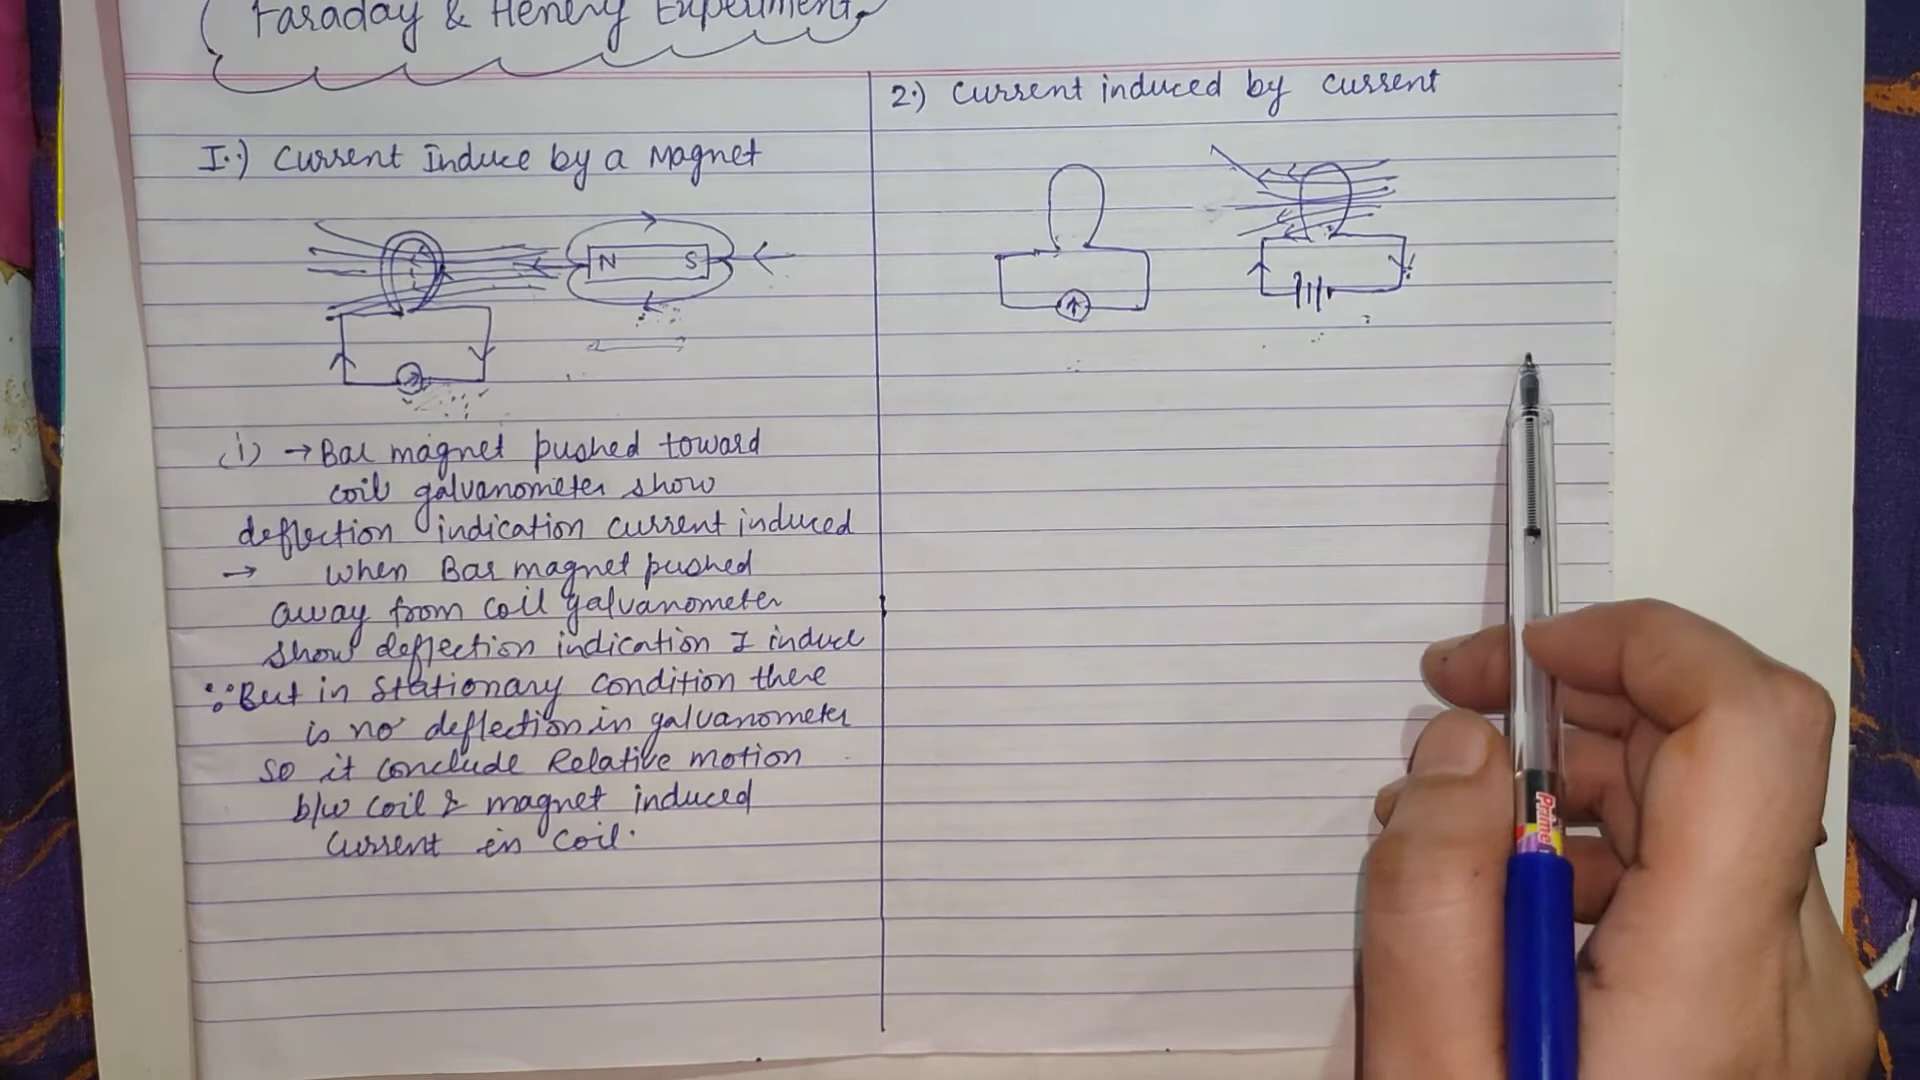 Faraday & Henery Experiment
I.) Current Induce by a Magnet
N S
(i) → Bar magnet pushed toward
coil galvanometer show
deflection indication current induced
→ when Bar magnet pushed
away from coil galvanometer
show deflection indication I induce
But in Stationary condition there
is no deflection in galvanometer
so it conclude Relative motion
b/w coil & magnet induced
current in coil.
2.) Current induced by current
Prime